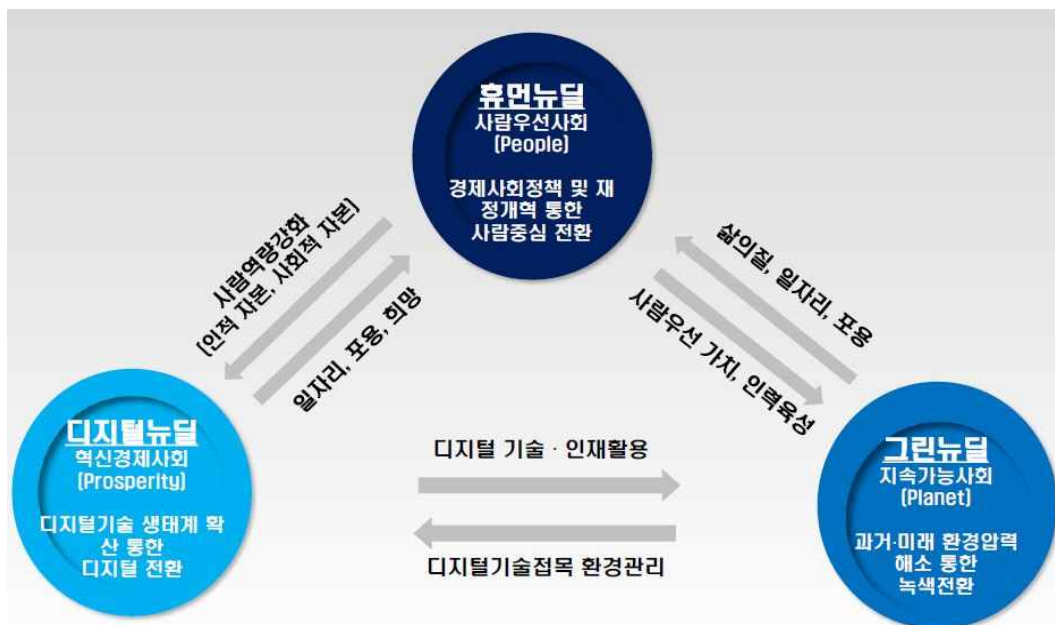 휴먼뉴딜
사람우선사회
(People)
경제사회정책 및 재
정개혁 통한
사람중심 전환
사람역량강화
(인적 자본, 사회적 자본)
일자리, 포용, 희망
삶의질, 일자리, 포용
사람우선 가치, 인력육성
디지털뉴딜
혁신경제사회
(Prosperity)
디지털기술 생태계 확
산 통한
디지털 전환
디지털 기술 · 인재활용
디지털기술접목 환경관리
그린뉴딜
지속가능사회
(Planet)
과거·미래 환경압력
해소 통한
녹색전환